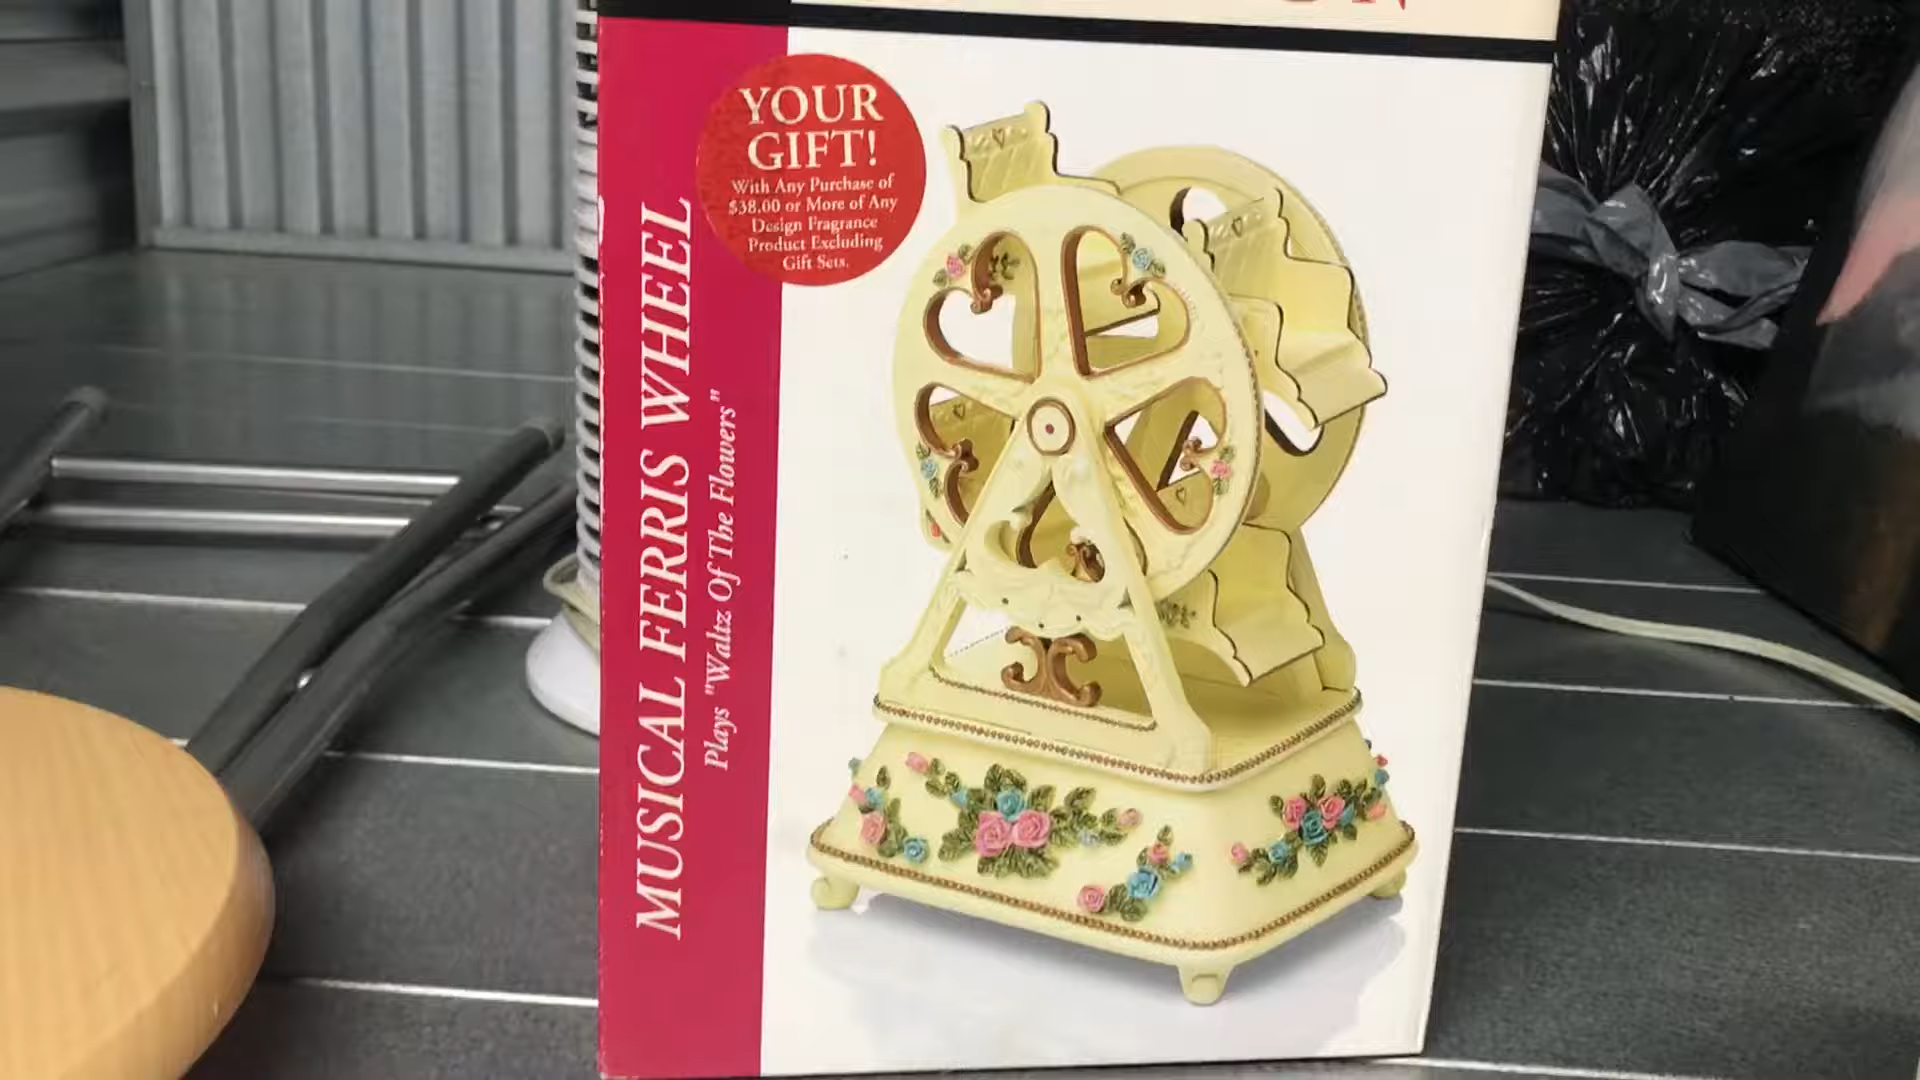 YOUR
GIFT!
With Any Purchase of
$38.00 or More of Any
Design Fragrance
Product Excluding
Gift Sets.
MUSICAL FERRIS WHEEL
Plays "Waltz Of The Flowers"